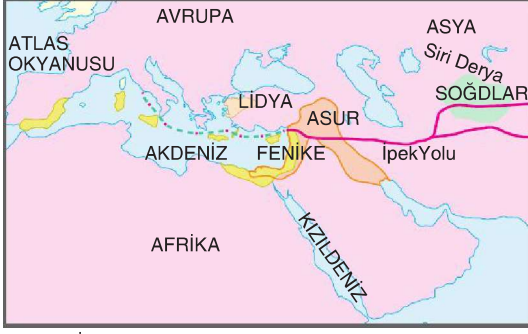 AVRUPA
ASYA
ATLAS
OKYANUSU
Siri Derya
SOĞDLAR
LİDYA
ASUR
AKDENİZ
FENİKE
İpekYolu
AFRİKA
KIZILDENİZ